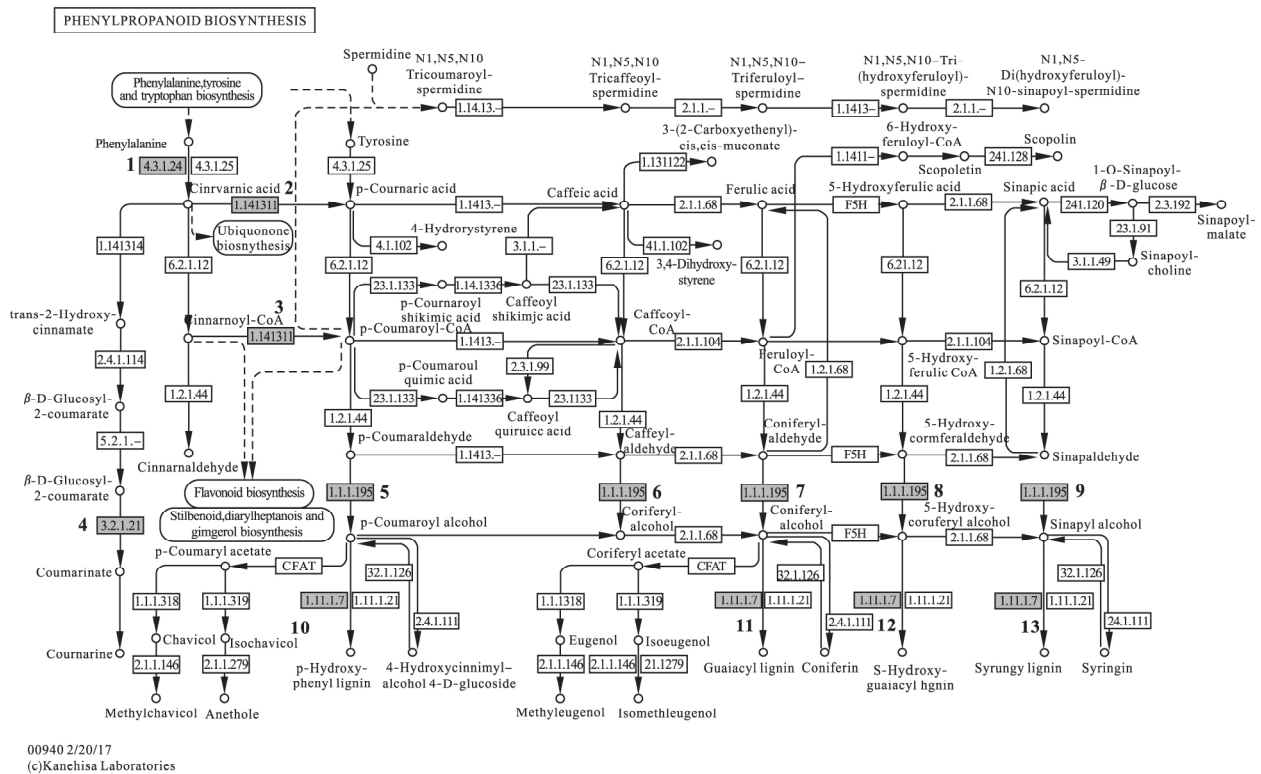 PHENYLPROPANOID BIOSYNTHESIS
Spermidine
N1,N5,N10
Tricoumaroyl-
spermidine
N1,N5,N10
Tricaffeoyl-
spermidine
N1,N5,N10–
Triferuloyl-
spermidine
N1,N5,N10–Tri-
(hydroxyferuloyl)-
spermidine
N1,N5-
Di(hydroxyferuloyl)-
N10-sinapoyl-spermidine
Phenylalanine,tyrosine
and tryptophan biosynthesis
1.14.13.–
2.1.1.–
1.1413–
2.1.1.–
Phenylalanine
Tyrosine
3-(2-Carboxyethenyl)-
cis,cis-muconate
6-Hydroxy-
feruloyl-CoA
Scopolin
1
4.3.1.24
4.3.1.25
4.3.1.25
1.131122
1.1411–
241.128
Scopoletin
1-O-Sinapoyl-
β-D-glucose
Cinrvarnic acid
2
p-Cournaric acid
Caffeic acid
Ferulic acid
5-Hydroxyferulic acid
Sinapic acid
1.141311
1.1413.–
2.1.1.68
F5H
2.1.1.68
241.120
2.3.192
Sinapoyl-
malate
Ubiquononc
biosnythesis
1.141314
4.1.102
4-Hydrorystyrene
3.1.1.–
41.1.102
3,4-Dihydroxy-
styrene
23.1.91
3.1.1.49
Sinapoyl-
choline
6.2.1.12
6.2.1.12
6.2.1.12
6.2.1.12
6.21.12
6.2.1.12
23.1.133
1.14.1336
23.1.133
p-Cournaroyl
shikimic acid
Caffeoyl
shikimjc acid
trans-2-Hydroxy-
cinnamate
3
Cinnarnoyl-CoA
p-Coumaroyl-CoA
Caffcoyl-
CoA
1.141311
1.1413.–
2.1.1.104
2.1.1.104
Sinapoyl-CoA
Feruloyl-
CoA
5-Hydroxy-
ferulic CoA
2.4.1.114
2.3.1.99
1.2.1.68
1.2.1.68
p-Coumaroul
quimic acid
β-D-Glucosyl-
2-coumarate
1.2.1.44
23.1.133
1.141336
23.1133
1.2.1.44
1.2.1.44
1.2.1.44
1.2.1.44
1.2.1.44
Caffeoyl
quiruicc acid
5.2.1.–
p-Coumaraldehyde
Caffeyl-
aldehyde
Coniferyl-
aldehyde
5-Hydroxy-
cormferaldehyde
1.1413.–
2.1.1.68
F5H
2.1.1.68
Sinapaldehyde
Cinnarnaldehyde
β-D-Glucosyl-
2-coumarate
Flavonoid biosynthesis
1.1.1.195
5
1.1.1.195
6
1.1.1.195
7
1.1.1.195
8
1.1.1.195
9
4
3.2.1.21
Stilbenoid,diarylheptanois and
gimgerol biosynthesis
p-Coumaroyl alcohol
Coriferyl-
alcohol
Coniferyl-
alcohol
5-Hydroxy-
coruferyl alcohol
Sinapyl alcohol
2.1.1.68
F5H
2.1.1.68
p-Coumaryl acetate
CFAT
Coriferyl acetate
CFAT
Coumarinate
32.1.126
32.1.126
32.1.126
1.1.1.318
1.1.1.319
1.11.1.7
1.11.1.21
1.1.1318
1.1.1.319
1.11.1.7
1.11.1.21
1.11.1.7
1.11.1.21
1.11.1.7
1.11.1.21
2.4.1.111
2.4.1.111
24.1.111
10
11
12
13
Chavicol
Isochavicol
Eugenol
Isoeugenol
Cournarine
2.1.1.146
2.1.1.279
2.1.1.146
2.1.1.146
21.1279
p-Hydroxy-
phenyl lignin
4-Hydroxycinnimyl–
alcohol 4-D-glucoside
Guaiacyl lignin
Coniferin
S-Hydroxy-
guaiacyl hgnin
Syrungy lignin
Syringin
Methylchavicol
Anethole
Methyleugenol
Isomethleugenol
00940 2/20/17
(c)Kanehisa Laboratories